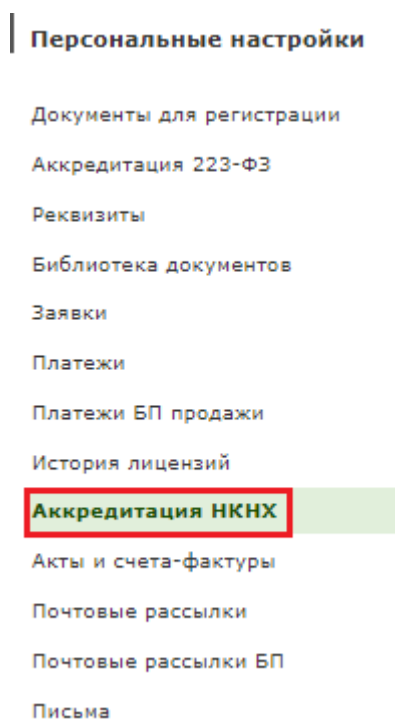 Персональные настройки
Документы для регистрации
Аккредитация 223-ФЗ
Реквизиты
Библиотека документов
Заявки
Платежи
Платежи БП продажи
История лицензий
Аккредитация НКНХ
Акты и счета-фактуры
Почтовые рассылки
Почтовые рассылки БП
Письма